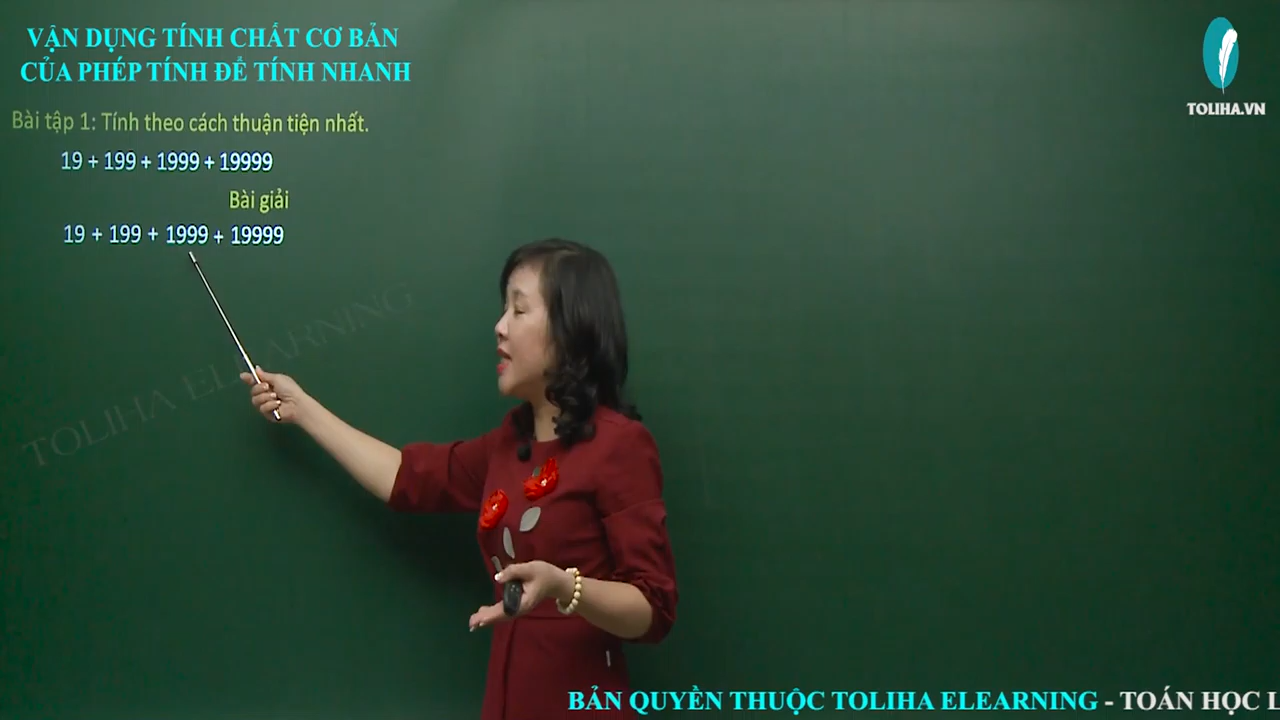 VẬN DỤNG TÍNH CHẤT CƠ BẢN
CỦA PHÉP TÍNH ĐỂ TÍNH NHANH
TOLIHA.VN
Bài tập 1: Tính theo cách thuận tiện nhất.
19 + 199 + 1999 + 19999
Bài giải
19 + 199 + 1999 + 19999
TOLIHA ELEARNING
BẢN QUYỀN THUỘC TOLIHA ELEARNING - TOÁN HỌC L